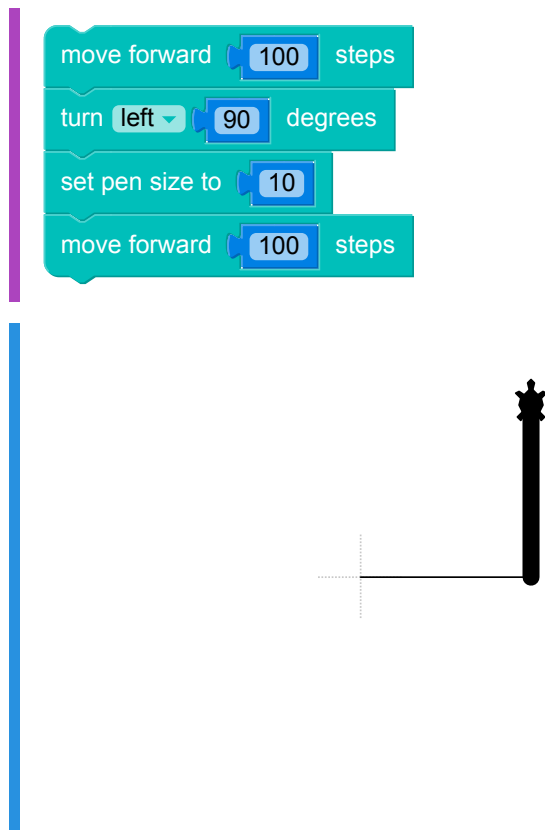 move forward 100 steps
turn left 90 degrees
set pen size to 10
move forward 100 steps